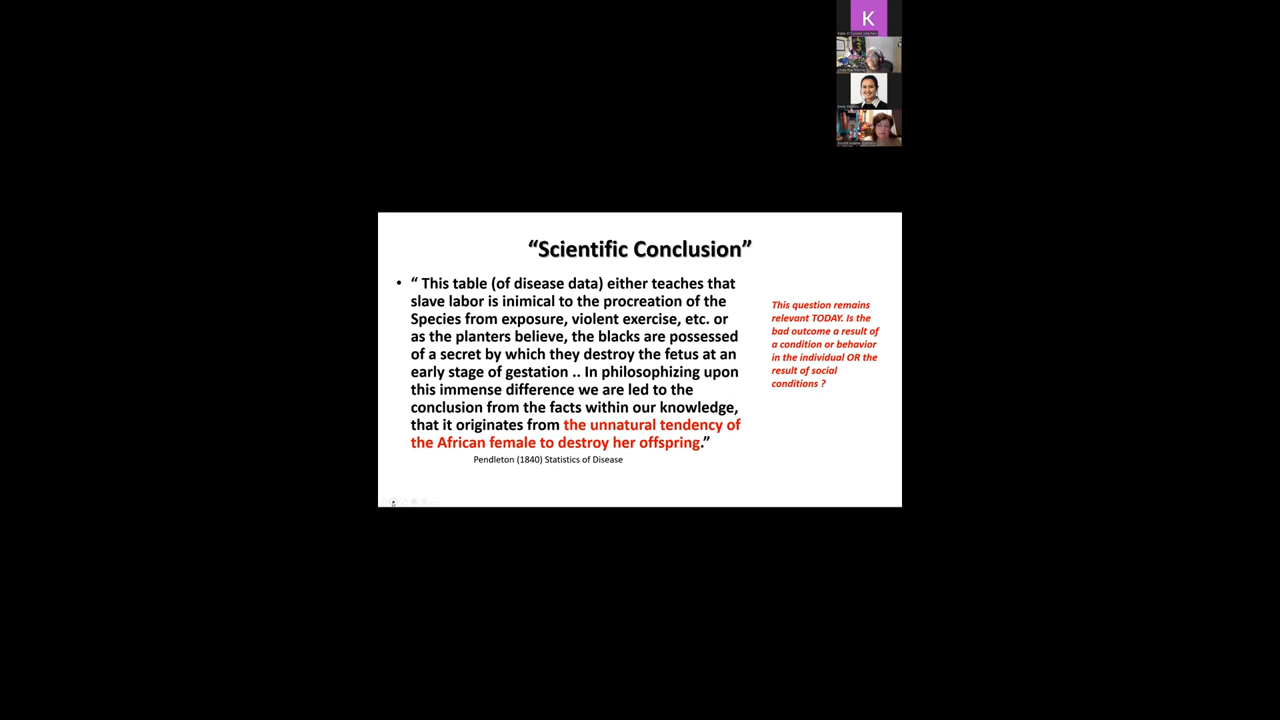 K
"Scientific Conclusion"
• " This table (of disease data) either teaches that
slave labor is inimical to the procreation of the
Species from exposure, violent exercise, etc. or
as the planters believe, the blacks are possessed
of a secret by which they destroy the fetus at an
early stage of gestation .. In philosophizing upon
this immense difference we are led to the
conclusion from the facts within our knowledge,
that it originates from the unnatural tendency of
the African female to destroy her offspring."
Pendleton (1840) Statistics of Disease
This question remains
relevant TODAY. Is the
bad outcome a result of
a condition or behavior
in the individual OR the
result of social
conditions ?